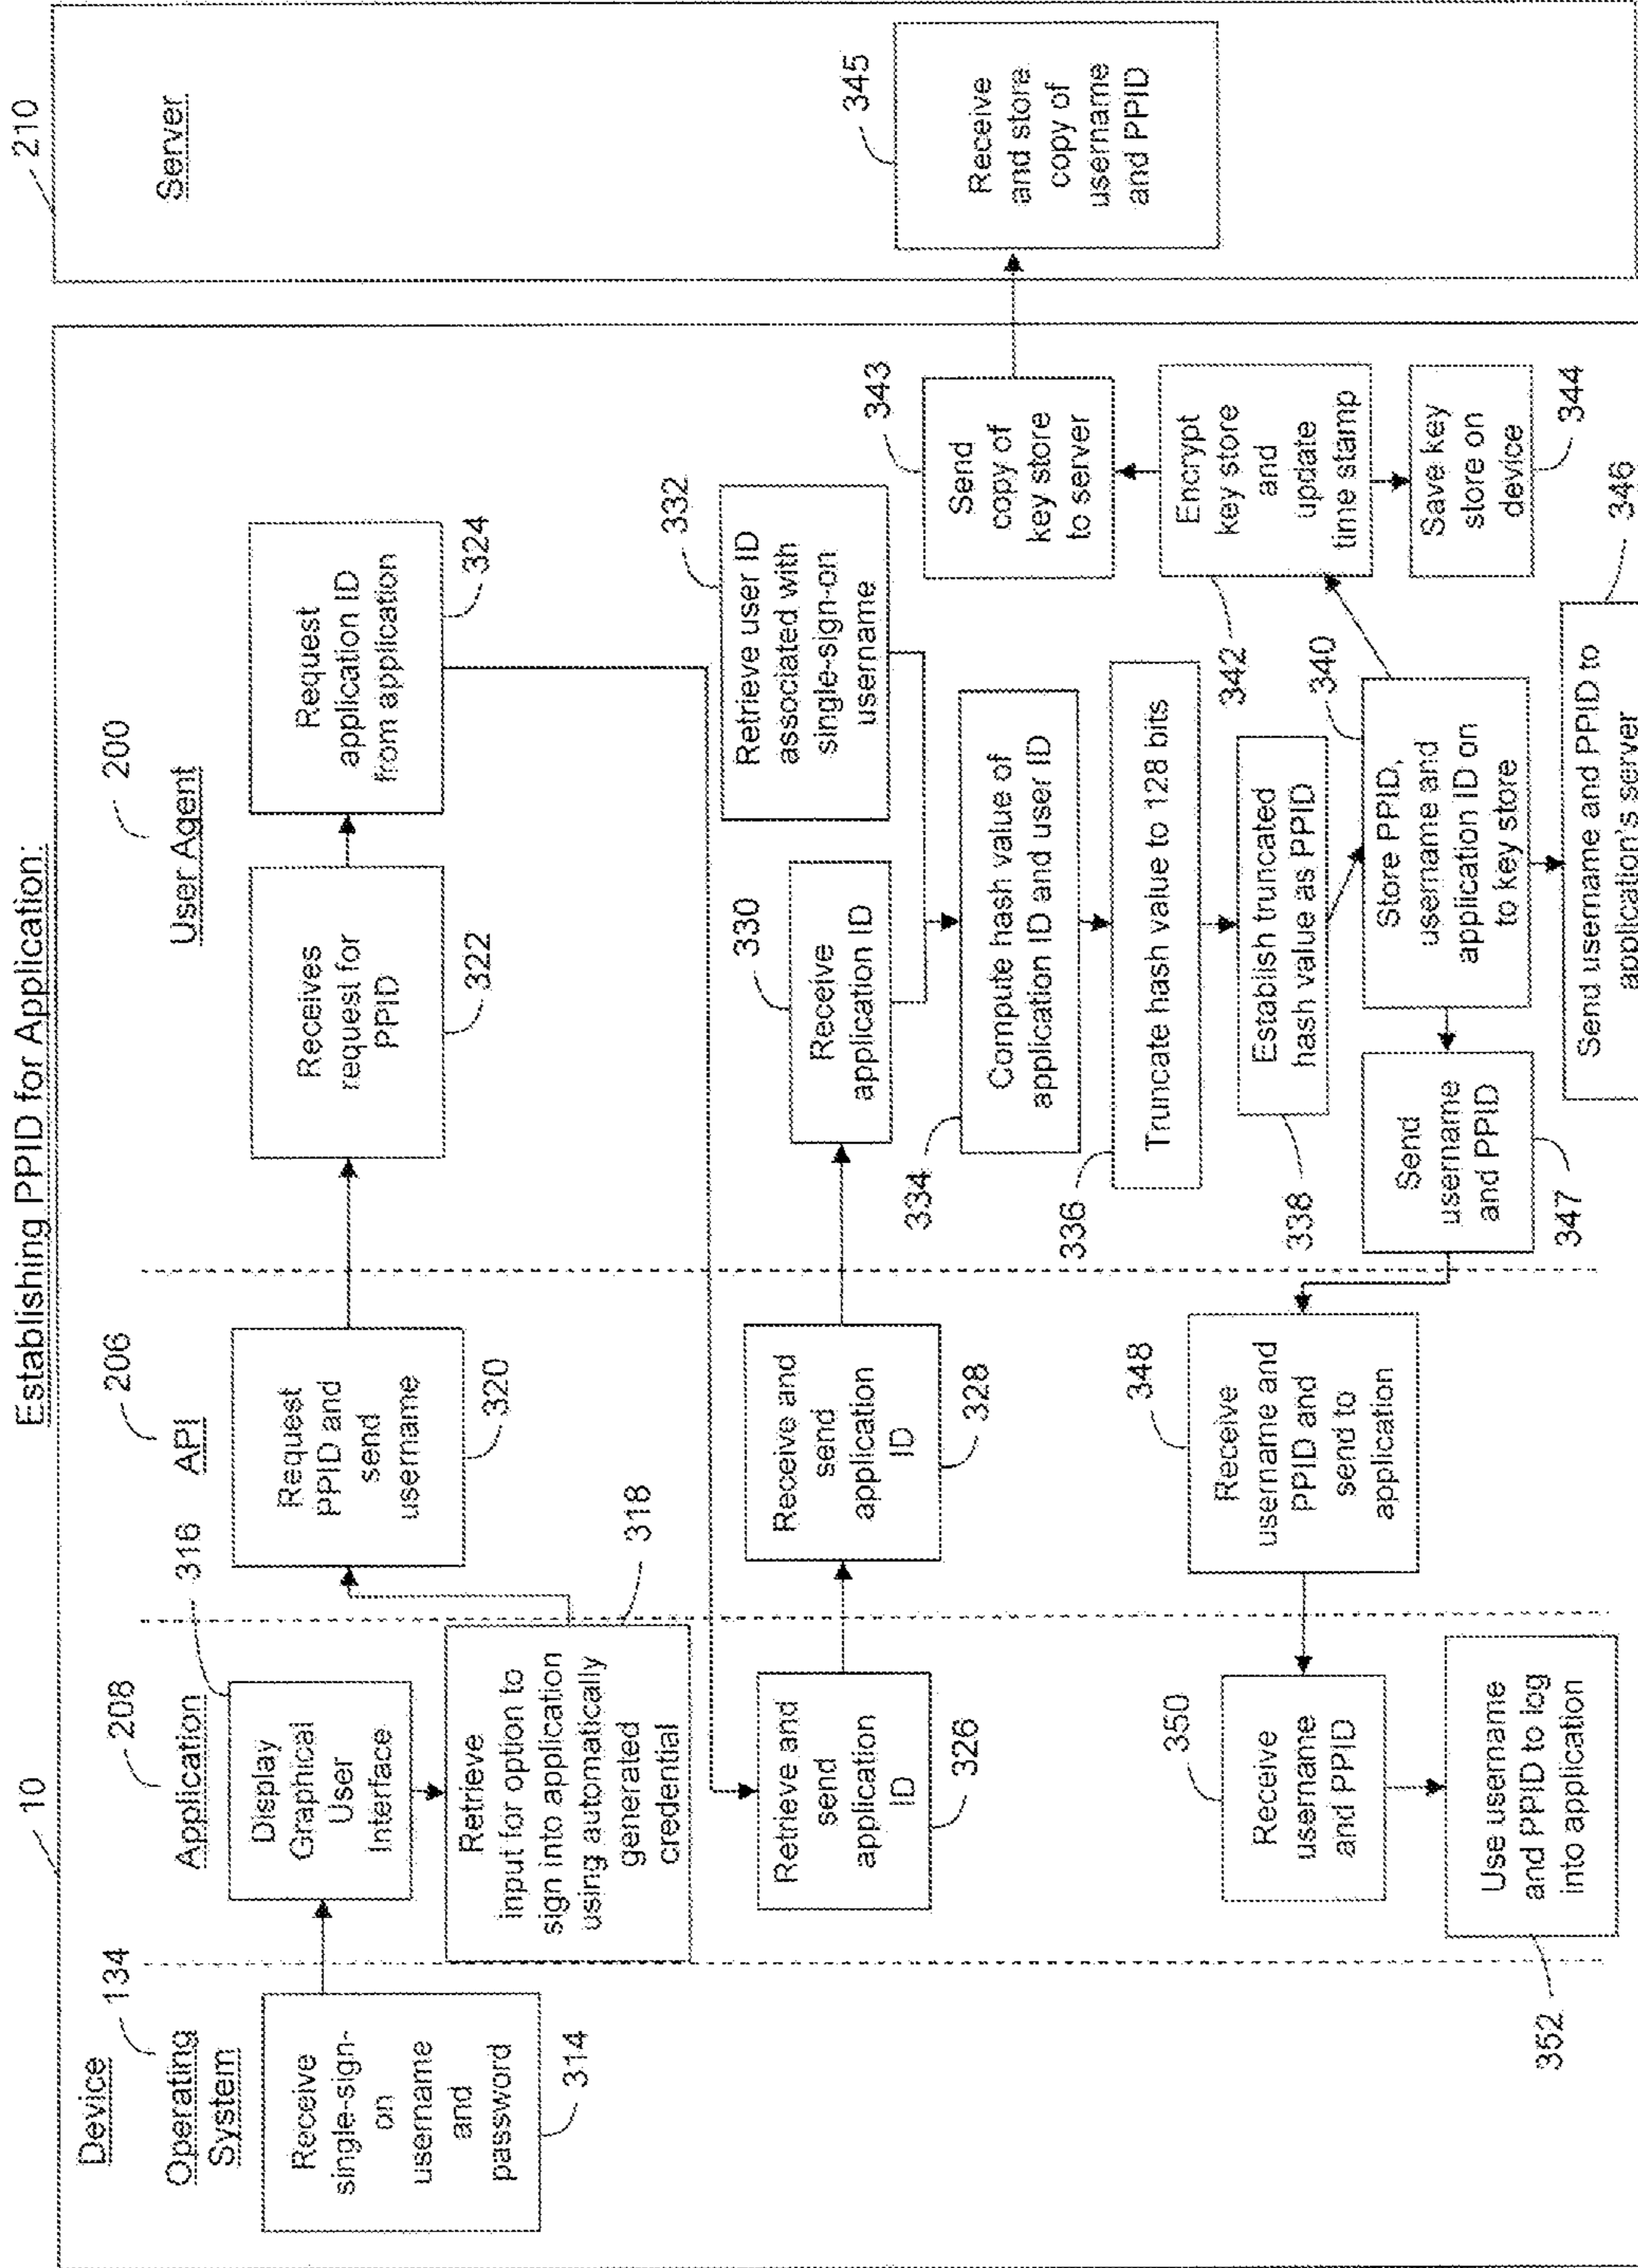 Establishing PPID for Application:
10
210
Device
134
Operating
System
208
Application
206
API
200
User Agent
Server
Receive
single-sign-
on
username
and
password
314
316
Display
Graphical
User
Interface
Retrieve
input for option to
sign into application
using automatically
generated
credential
318
Request
PPID and
send
username
320
Receives
request for
PPID
322
Request
application ID
from application
324
Retrieve and
send
application
ID
326
Receive and
send
application
ID
328
330
Receive
application ID
332
Retrieve user ID
associated with
single-sign-on
username
334
Compute hash value of
application ID and user ID
336
Truncate hash value to 128 bits
338
Establish truncated
hash value as PPID
340
Store PPID,
username and
application ID on
to key store
342
Encrypt
key store
and
update
time stamp
343
Send
copy of
key store
to server
344
Save key
store on
device
345
Receive
and store
copy of
username
and PPID
346
Send username and PPID to
application's server
347
Send
username
and PPID
348
Receive
username and
PPID and
send to
application
350
Receive
username
and PPID
352
Use username
and PPID to log
into application